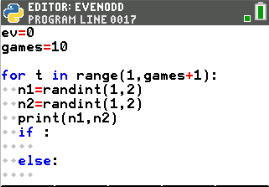 EDITOR: EVENODD
PROGRAM LINE 0017
ev=0
games=10
for t in range(1,games+1):
n1=randint(1,2)
n2=randint(1,2)
print(n1,n2)
if :
else: